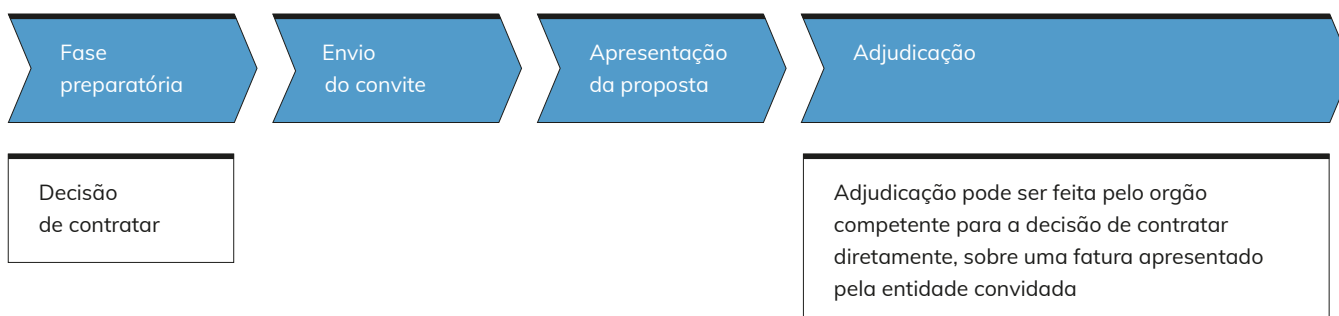 Fase
preparatória
Envio
do convite
Apresentação
da proposta
Adjudicação
Decisão
de contratar
Adjudicação pode ser feita pelo orgão
competente para a decisão de contratar
diretamente, sobre uma fatura apresentado
pela entidade convidada